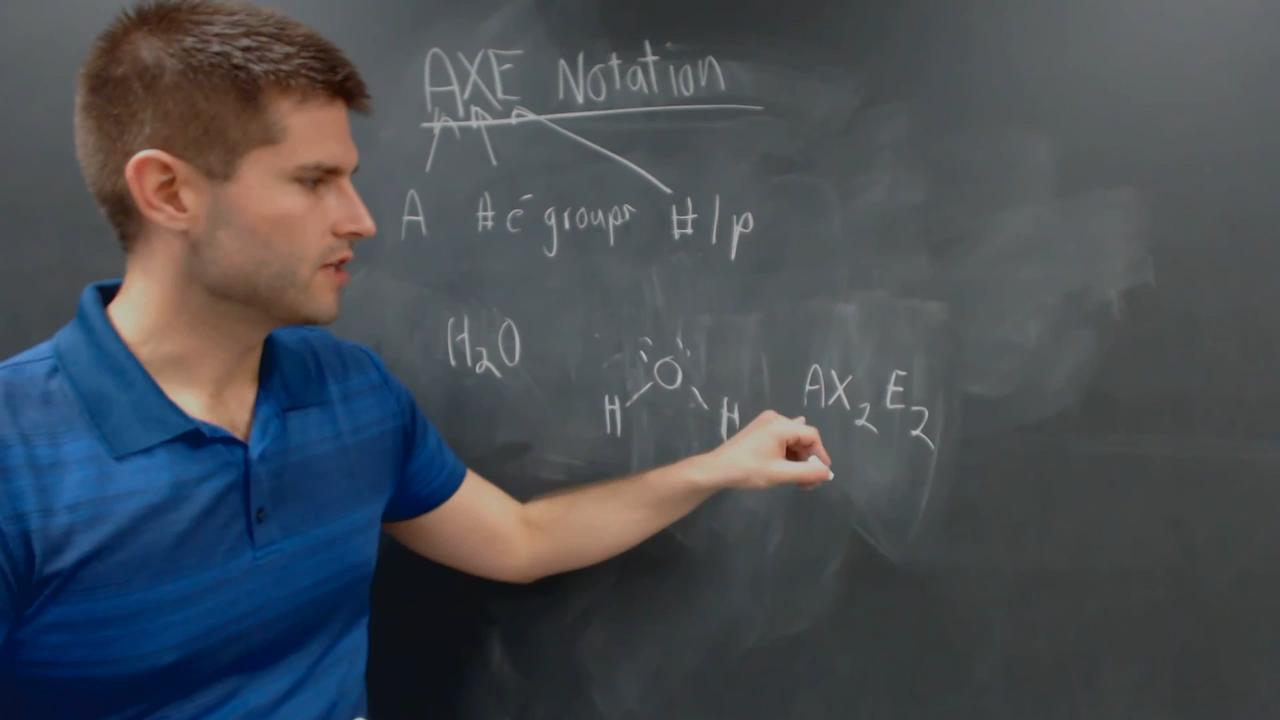 AXE Notation
A # e⁻ groups # lp
H₂O
O
H H
AX₂E₂